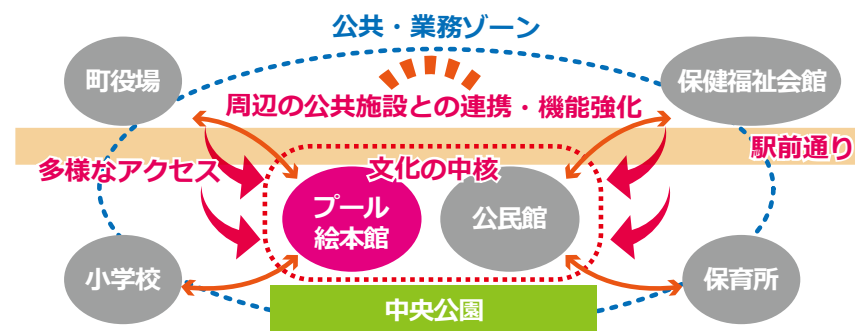 公共・業務ゾーン
町役場
保健福祉会館
周辺の公共施設との連携・機能強化
駅前通り
多様なアクセス
文化の中核
プール
絵本館
公民館
小学校
保育所
中央公園